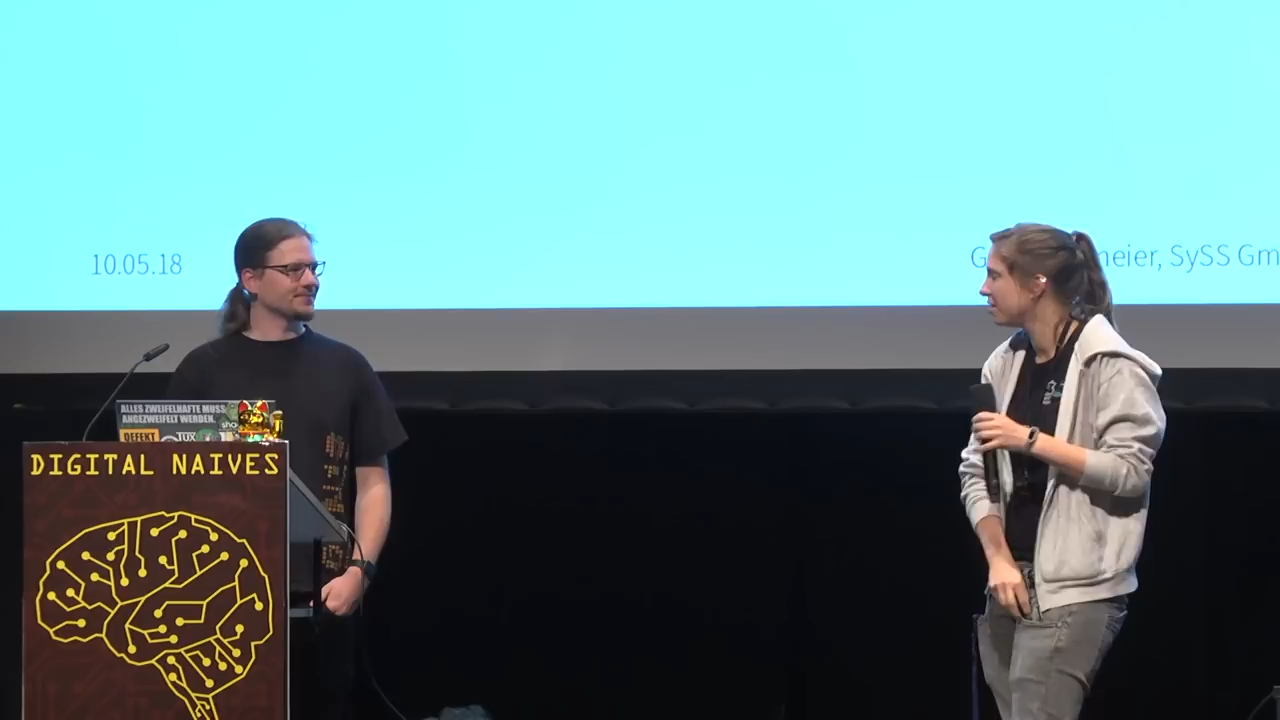 10.05.18
G meier, SySS Gm
ALLES ZWEIFELHAFTE MUSS
ANGEZWEIFELT WERDEN.
DEFEKT
TUX
DIGITAL NAIVES